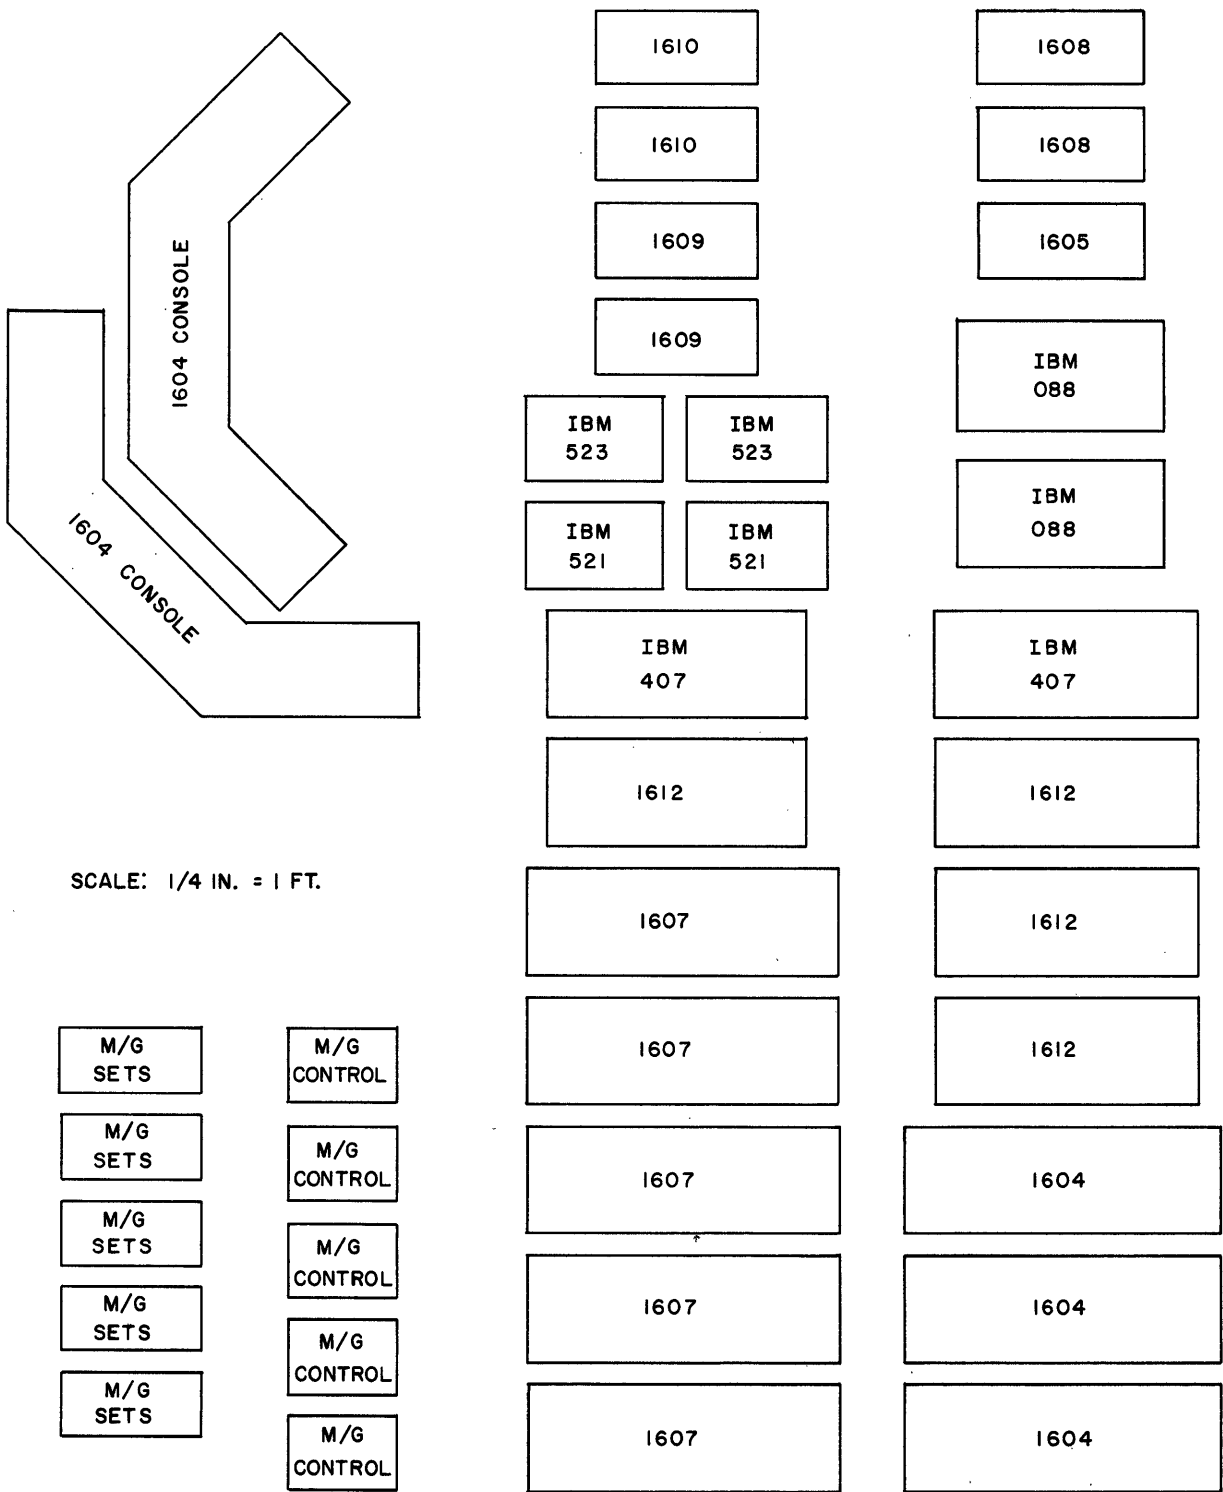 1604 CONSOLE
1604 CONSOLE
SCALE: 1/4 IN. = 1 FT.
M/G
SETS
M/G
SETS
M/G
SETS
M/G
SETS
M/G
SETS
M/G
CONTROL
M/G
CONTROL
M/G
CONTROL
M/G
CONTROL
M/G
CONTROL
1610
1610
1609
1609
IBM
523
IBM
523
IBM
521
IBM
521
IBM
407
1612
1607
1607
1607
1607
1607
1608
1608
1605
IBM
088
IBM
088
IBM
407
1612
1612
1612
1604
1604
1604